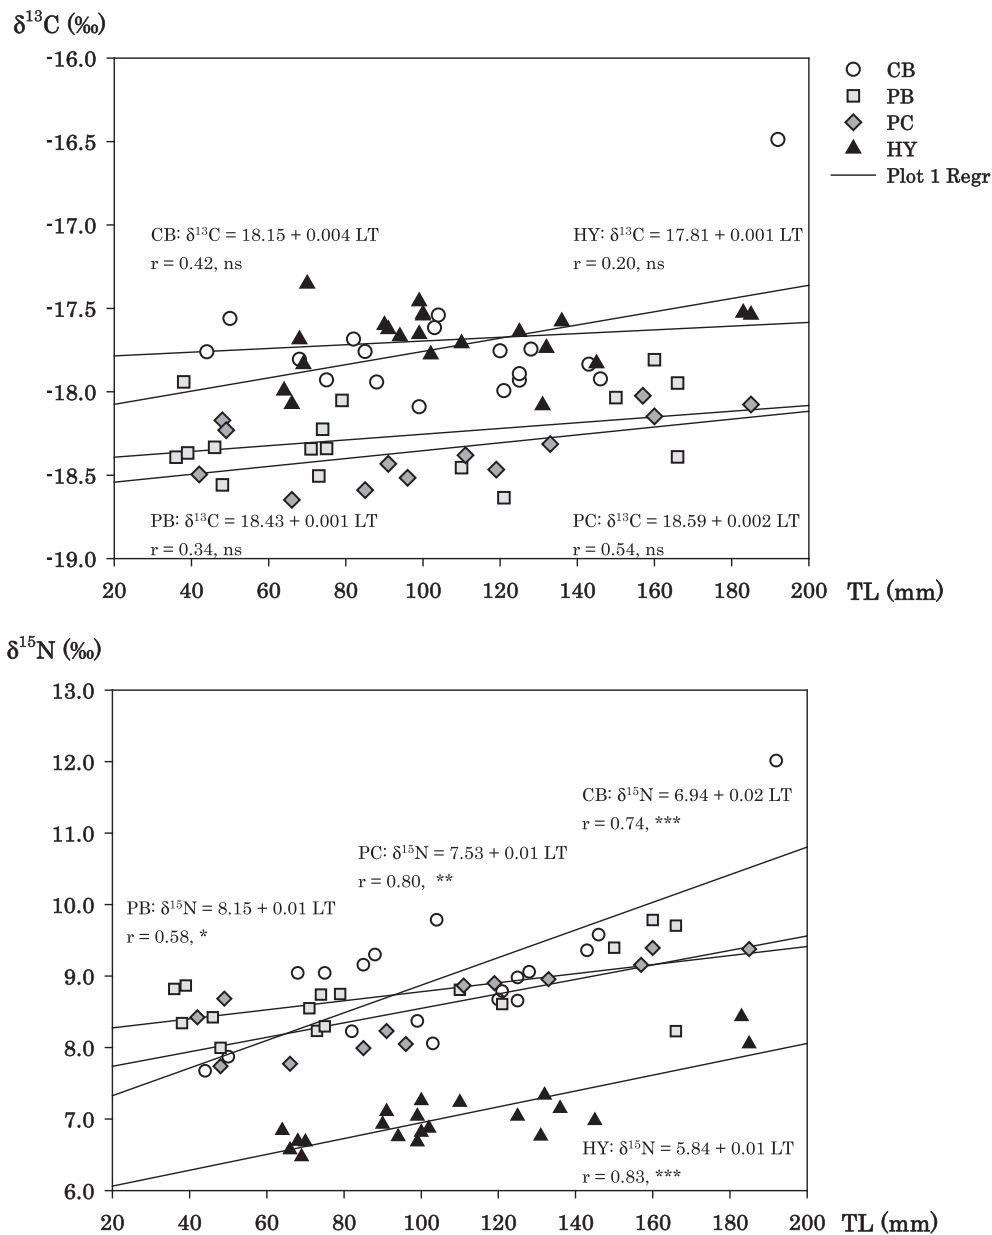 δ¹³C (‰)
-16.0
-16.5
-17.0
-17.5
-18.0
-18.5
-19.0
CB
PB
PC
HY
Plot 1 Regr
CB: δ¹³C = 18.15 + 0.004 LT
r = 0.42, ns
HY: δ¹³C = 17.81 + 0.001 LT
r = 0.20, ns
PB: δ¹³C = 18.43 + 0.001 LT
r = 0.34, ns
PC: δ¹³C = 18.59 + 0.002 LT
r = 0.54, ns
20 40 60 80 100 120 140 160 180 200 TL (mm)
δ¹⁵N (‰)
13.0
12.0
11.0
10.0
9.0
8.0
7.0
6.0
CB: δ¹⁵N = 6.94 + 0.02 LT
r = 0.74, ***
PC: δ¹⁵N = 7.53 + 0.01 LT
r = 0.80, **
PB: δ¹⁵N = 8.15 + 0.01 LT
r = 0.58, *
HY: δ¹⁵N = 5.84 + 0.01 LT
r = 0.83, ***
20 40 60 80 100 120 140 160 180 200 TL (mm)